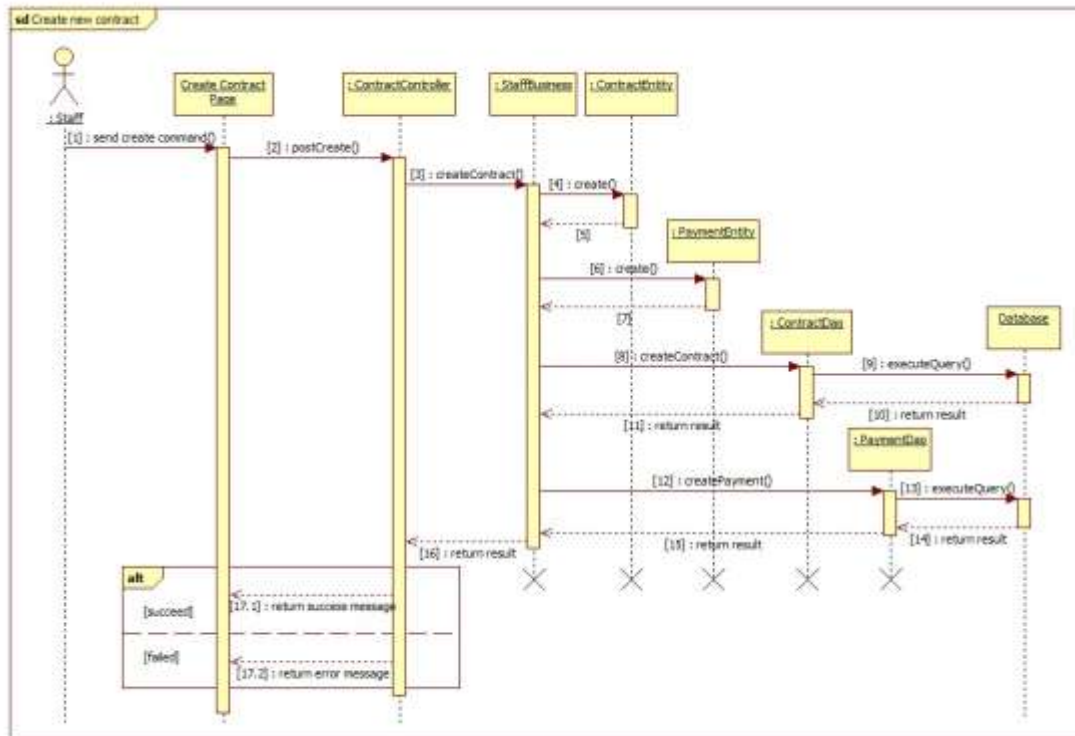 sd Create new contract
: Staff
Create Contract
Page
: ContractController
: StaffBusiness
: ContractEntity
[1] : send create command()
[2] : postCreate()
[3] : createContract()
[4] : create()
[5]
: PaymentEntity
[6] : create()
[7]
: ContractDao
Database
[8] : createContract()
[9] : executeQuery()
[10] : return result
[11] : return result
: PaymentDao
[12] : createPayment()
[13] : executeQuery()
[14] : return result
[15] : return result
[16] : return result
alt
[17.1] : return success message
[succeed]
[failed]
[17.2] : return error message